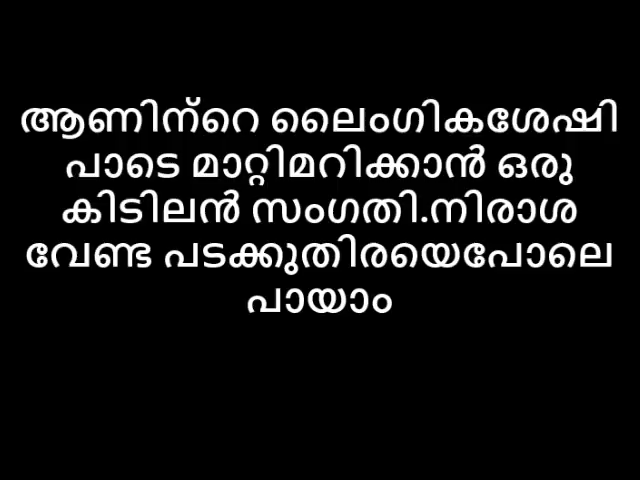 ആണിന്റെ ലൈംഗികശേഷി
പാടെ മാറ്റിമറിക്കാൻ ഒരു
കിടിലൻ സംഗതി.നിരാശ
വേണ്ട പടക്കുതിരയെപോലെ
പായാം